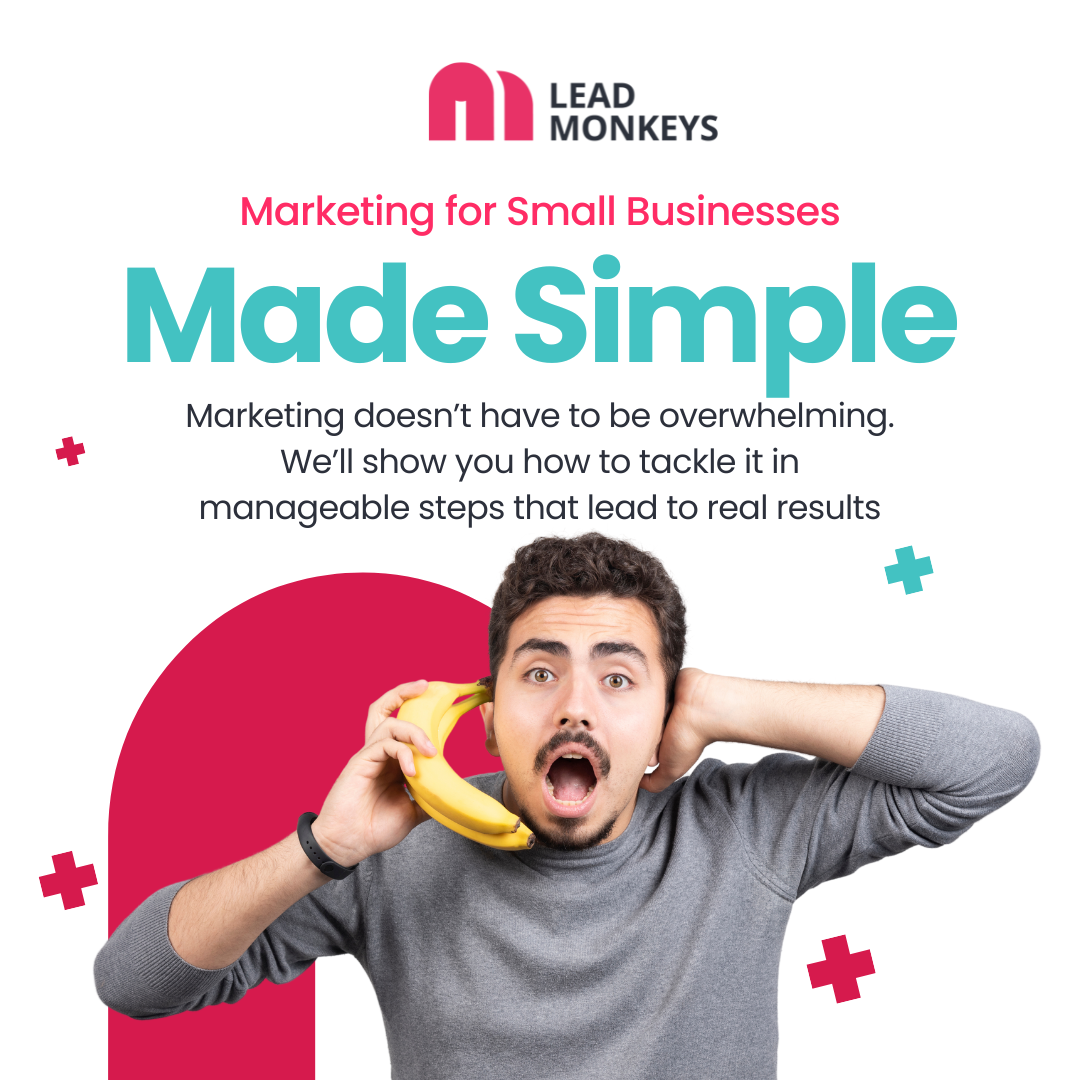 LEAD
MONKEYS
Marketing for Small Businesses
Made Simple
Marketing doesn’t have to be overwhelming.
We’ll show you how to tackle it in
manageable steps that lead to real results